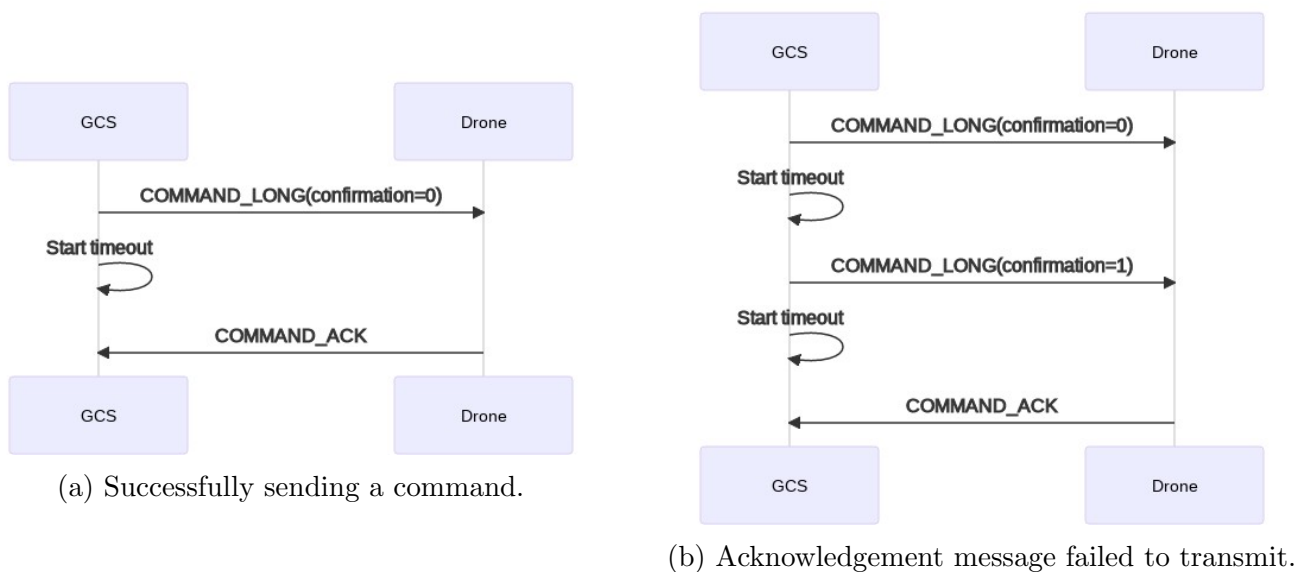 GCS
Drone
COMMAND_LONG(confirmation=0)
Start timeout
COMMAND_ACK
GCS
Drone
(a) Successfully sending a command.
GCS
Drone
COMMAND_LONG(confirmation=0)
Start timeout
COMMAND_LONG(confirmation=1)
Start timeout
COMMAND_ACK
GCS
Drone
(b) Acknowledgement message failed to transmit.